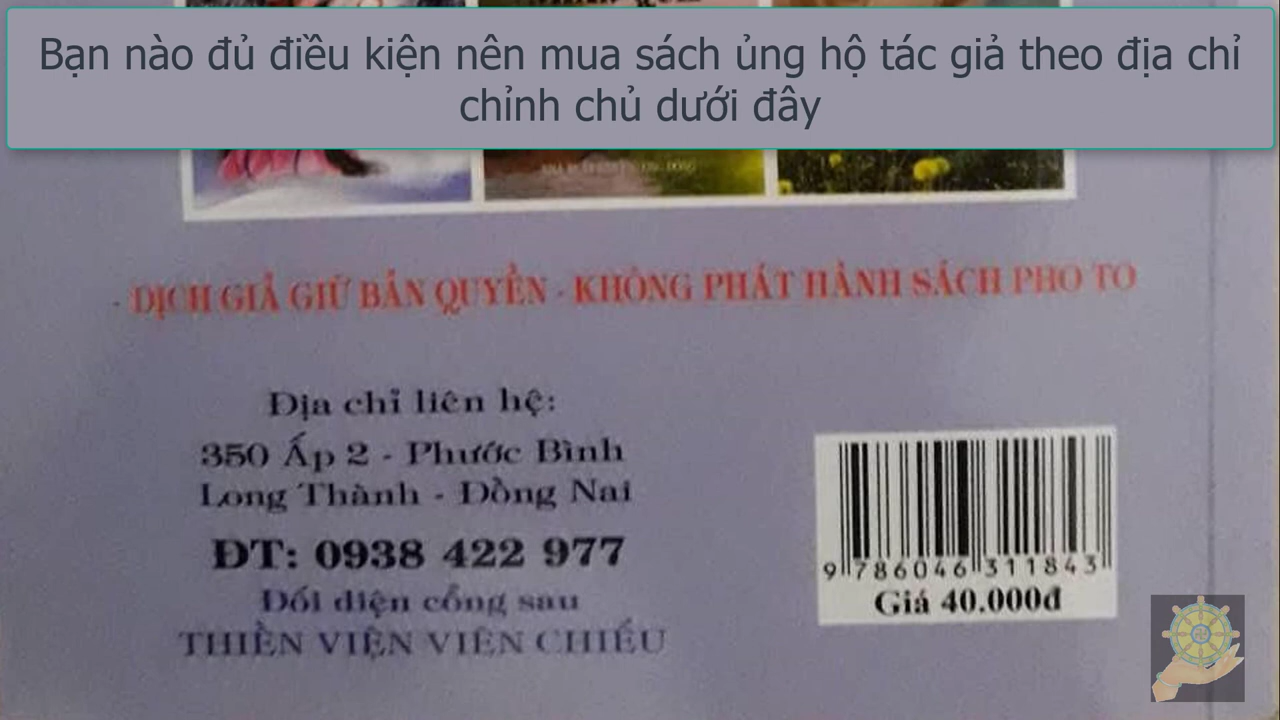 Bạn nào đủ điều kiện nên mua sách ủng hộ tác giả theo địa chỉ
chỉnh chủ dưới đây
DỊCH GIẢ GIỮ BẢN QUYỀN - KHÔNG PHÁT HÀNH SÁCH PHO TO
Địa chỉ liên hệ:
350 Ấp 2 - Phước Bình
Long Thành - Đồng Nai
ĐT: 0938 422 977
Đối diện cổng sau
THIỀN VIỆN VIÊN CHIẾU
9 786046 311843
Giá 40.000đ